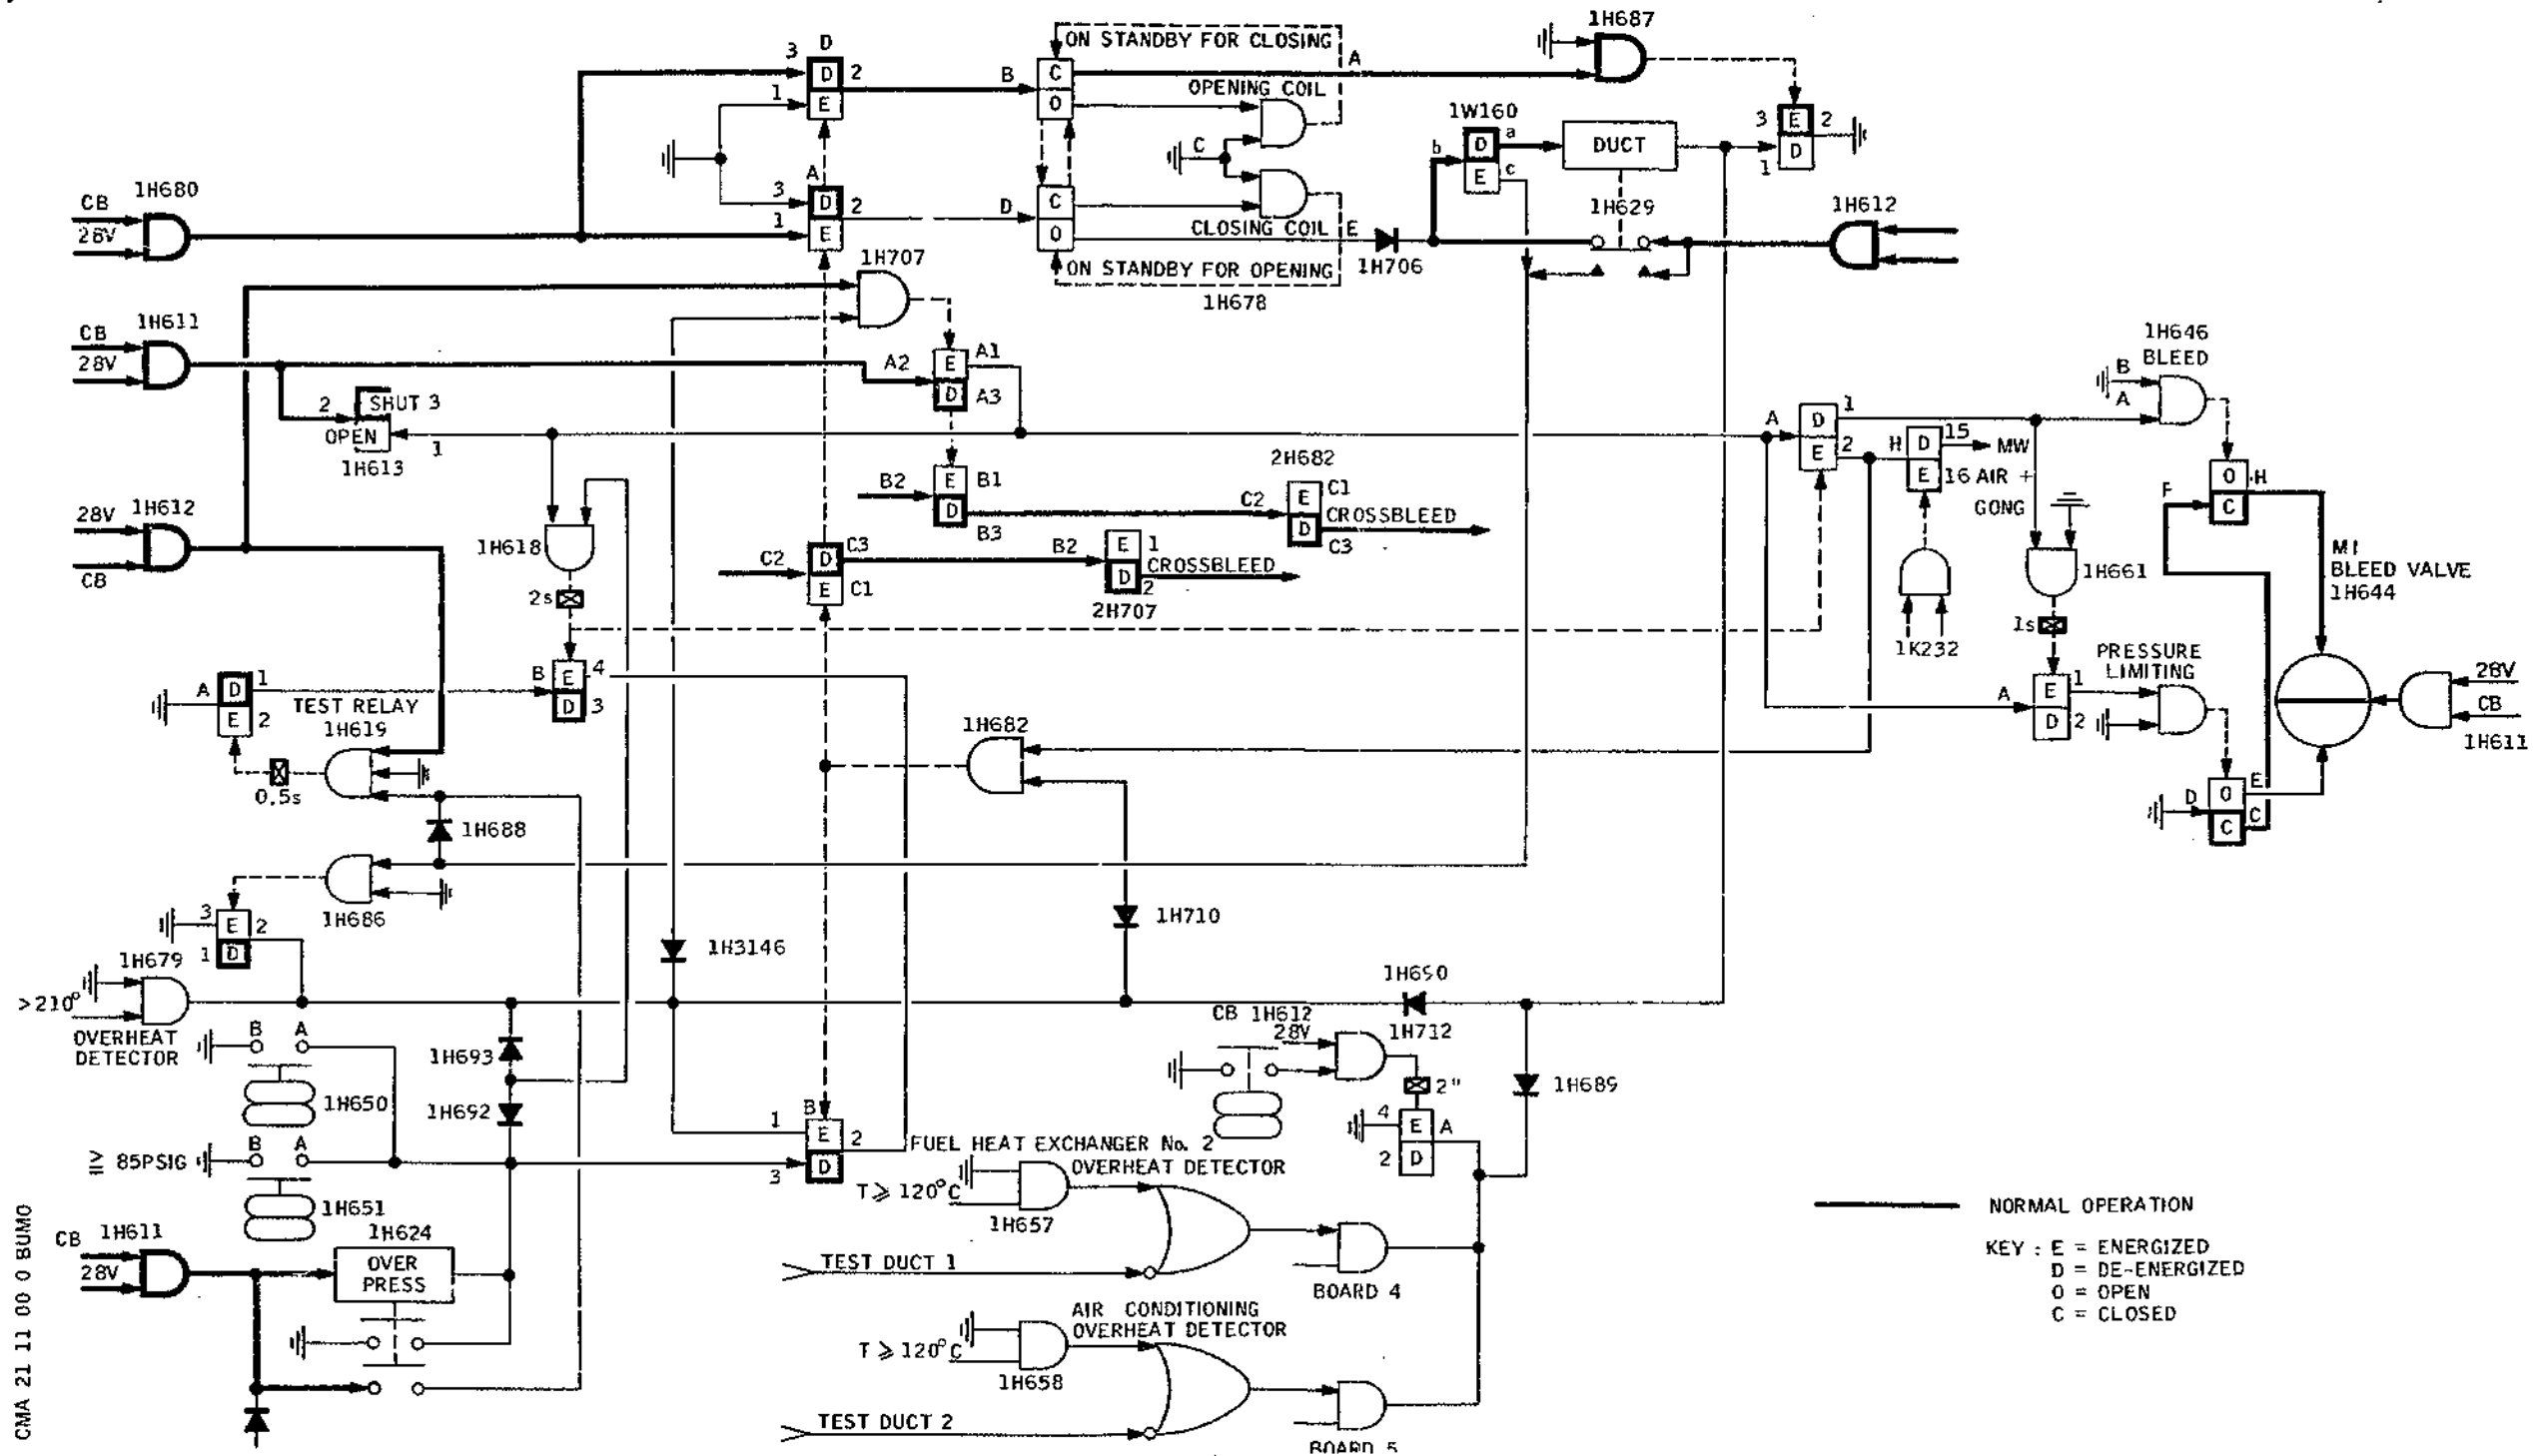 1H687
ON STANDBY FOR CLOSING
A
3
D
D
2
B
C
1
E
O
OPENING COIL
1W160
3
E
2
b
D
a
DUCT
D
1
E
c
C
A
1H680
CB
28V
3
D
2
D
C
1
E
O
CLOSING COIL
E
1H706
1H629
1H612
ON STANDBY FOR OPENING
1H678
1H707
1H611
CB
28V
A2
E
A1
D
A3
2
SHUT 3
OPEN
1
1H613
1H646
BLEED
B
A
A
D
1
E
2
H
D
15
MW
E
16 AIR +
GONG
B2
E
B1
D
B3
2H682
C2
E
C1
CROSSBLEED
D
C3
O
H
F
C
1H612
28V
CB
1H618
2s
C2
D
C3
E
C1
B2
E
1
CROSSBLEED
D
2
2H707
1K232
1H661
1s
M1
BLEED VALVE
1H644
PRESSURE
LIMITING
A
E
1
D
2
28V
CB
1H611
A
D
1
E
2
TEST RELAY
1H619
B
E
4
D
3
0.5s
1H682
D
O
E
C
C
1H688
1H686
3
E
2
1
D
1H710
1H3146
1H679
>210°
OVERHEAT
DETECTOR
1H690
CB 1H612
28V
1H712
B
A
1H650
1H693
1H692
2"
1H689
4
E
A
2
D
≥ 85PSIG
B
A
1H651
B
1
E
2
3
D
FUEL HEAT EXCHANGER No. 2
OVERHEAT DETECTOR
T ⩾ 120°C
1H657
TEST DUCT 1
BOARD 4
CB
1H611
28V
1H624
OVER
PRESS
AIR CONDITIONING
OVERHEAT DETECTOR
T ⩾ 120°C
1H658
TEST DUCT 2
BOARD 5
NORMAL OPERATION
KEY : E = ENERGIZED
D = DE-ENERGIZED
O = OPEN
C = CLOSED
CMA 21 11 00 0 BUMO